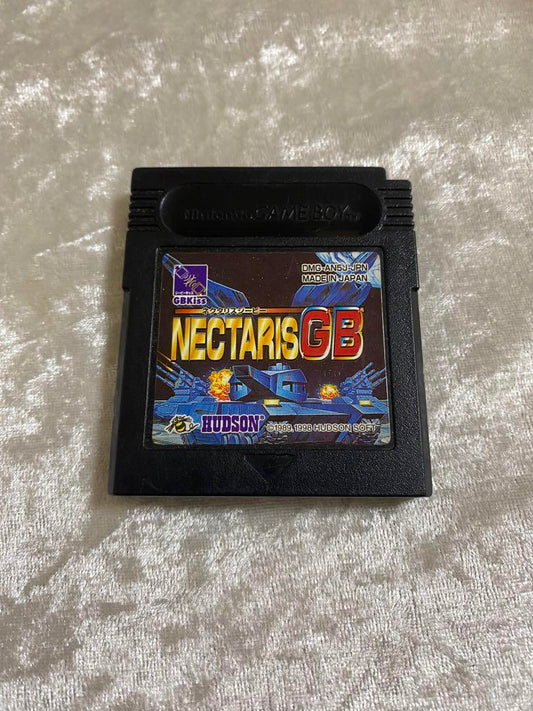 Nintendo GAME BOY™
DMG-AN5J-JPN
MADE IN JAPAN
GBKiss
ネクタリスジービー
NECTARIS GB
HUDSON®
©1989, 1998 HUDSON SOFT